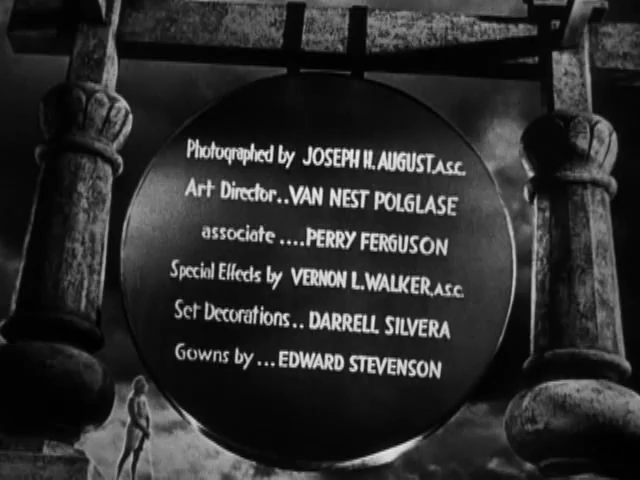 Photographed by JOSEPH H. AUGUST, A.S.C.
Art Director..VAN NEST POLGLASE
associate ....PERRY FERGUSON
Special Effects by VERNON L. WALKER, A.S.C.
Set Decorations.. DARRELL SILVERA
Gowns by ... EDWARD STEVENSON